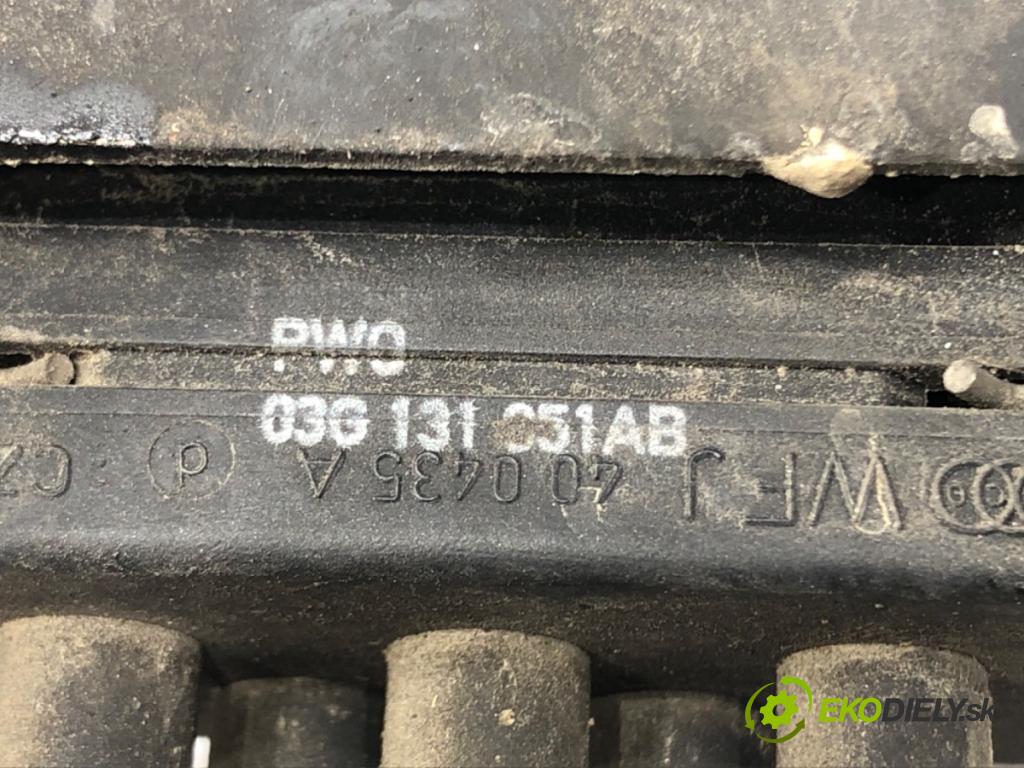 PWO
03G 131 051AB
40 0435 A
WFJ
d
EKODIELY.sk